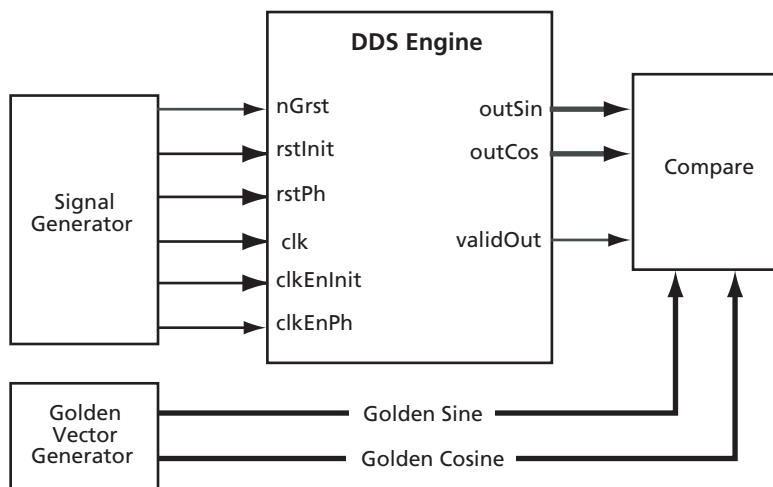 DDS Engine
Signal
Generator
nGrst
rstInit
rstPh
clk
clkEnInit
clkEnPh
outSin
outCos
validOut
Compare
Golden
Vector
Generator
Golden Sine
Golden Cosine